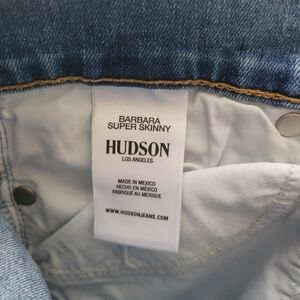 BARBARA
SUPER SKINNY
HUDSON
LOS ANGELES
MADE IN MEXICO
HECHO EN MÉXICO
FABRIQUÉ AU MEXIQUE
WWW.HUDSONJEANS.COM